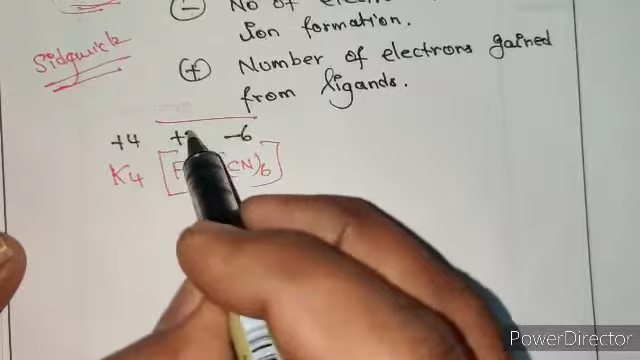 ⊖ No of
Ion formation.
Sidgwick
⊕ Number of electrons gained
from ligands.
+4 -6
K4 [F (CN)6]
PowerDirector